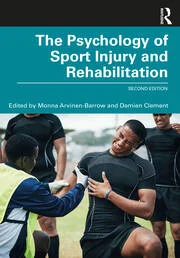 The Psychology of
Sport Injury and
Rehabilitation
SECOND EDITION
Edited by Monna Arvinen-Barrow and Damien Clement